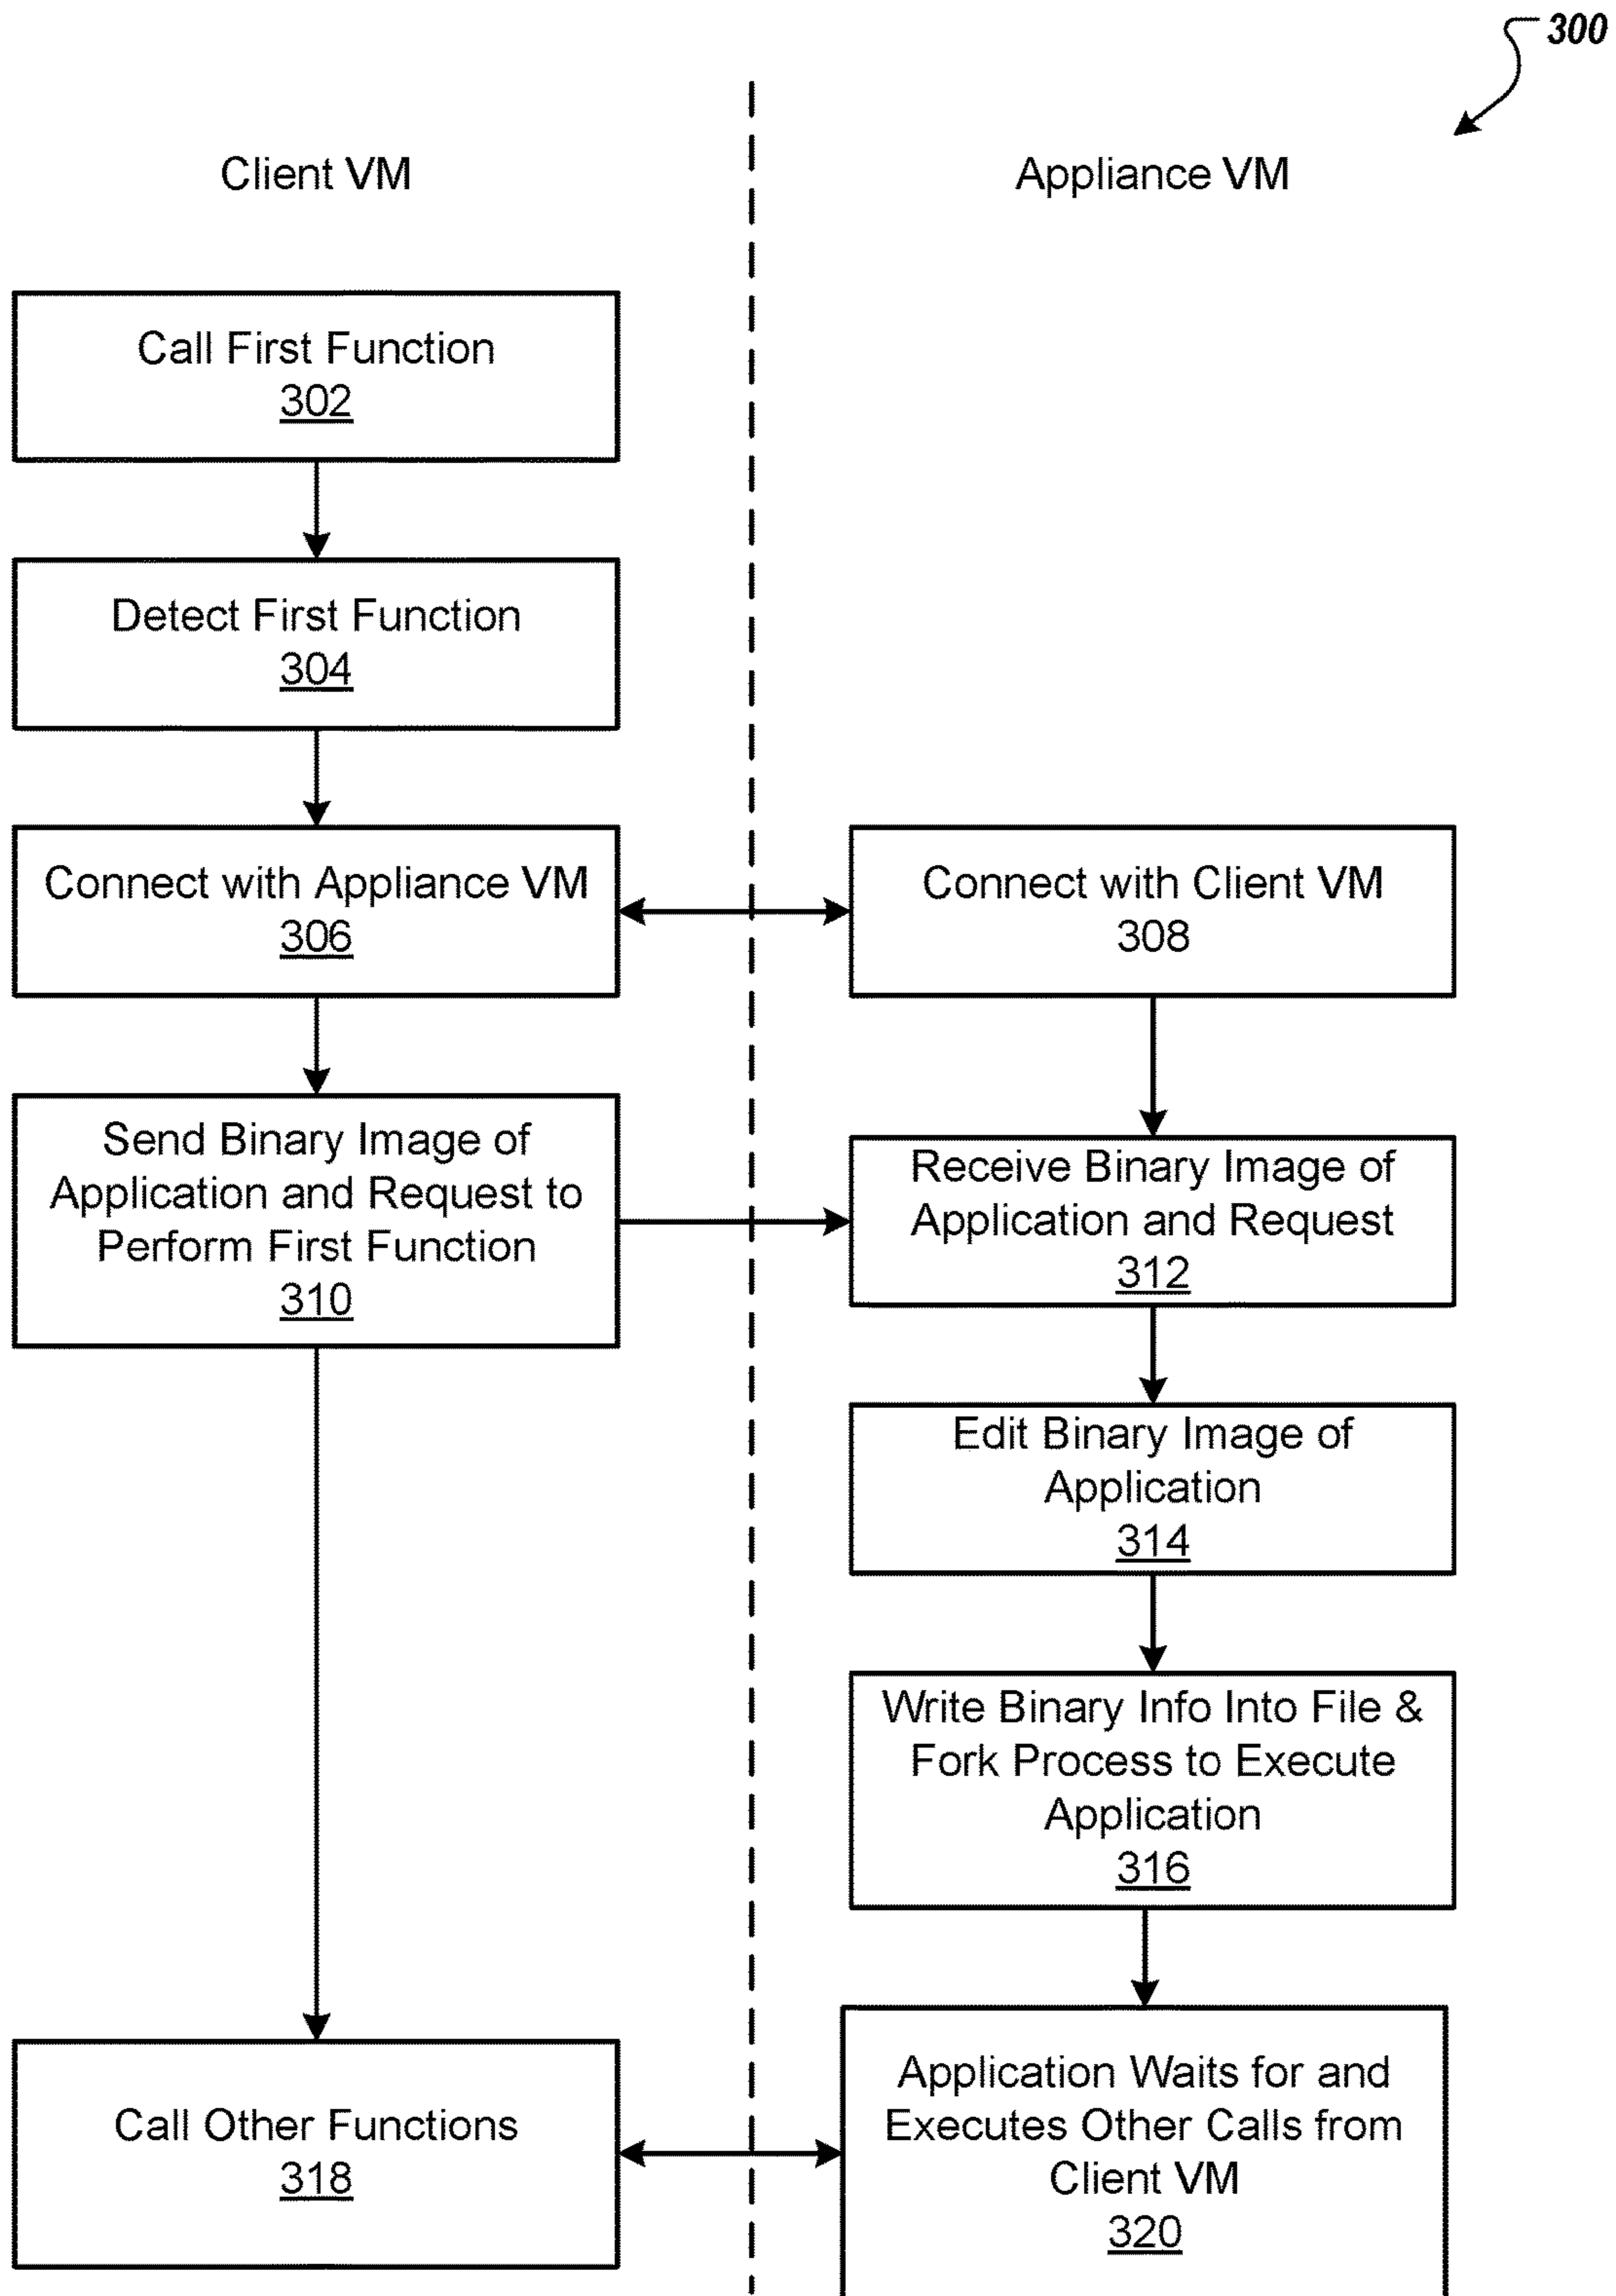 300
Client VM
Appliance VM
Call First Function
302
Detect First Function
304
Connect with Appliance VM
306
Connect with Client VM
308
Send Binary Image of
Application and Request to
Perform First Function
310
Receive Binary Image of
Application and Request
312
Edit Binary Image of
Application
314
Write Binary Info Into File &
Fork Process to Execute
Application
316
Call Other Functions
318
Application Waits for and
Executes Other Calls from
Client VM
320